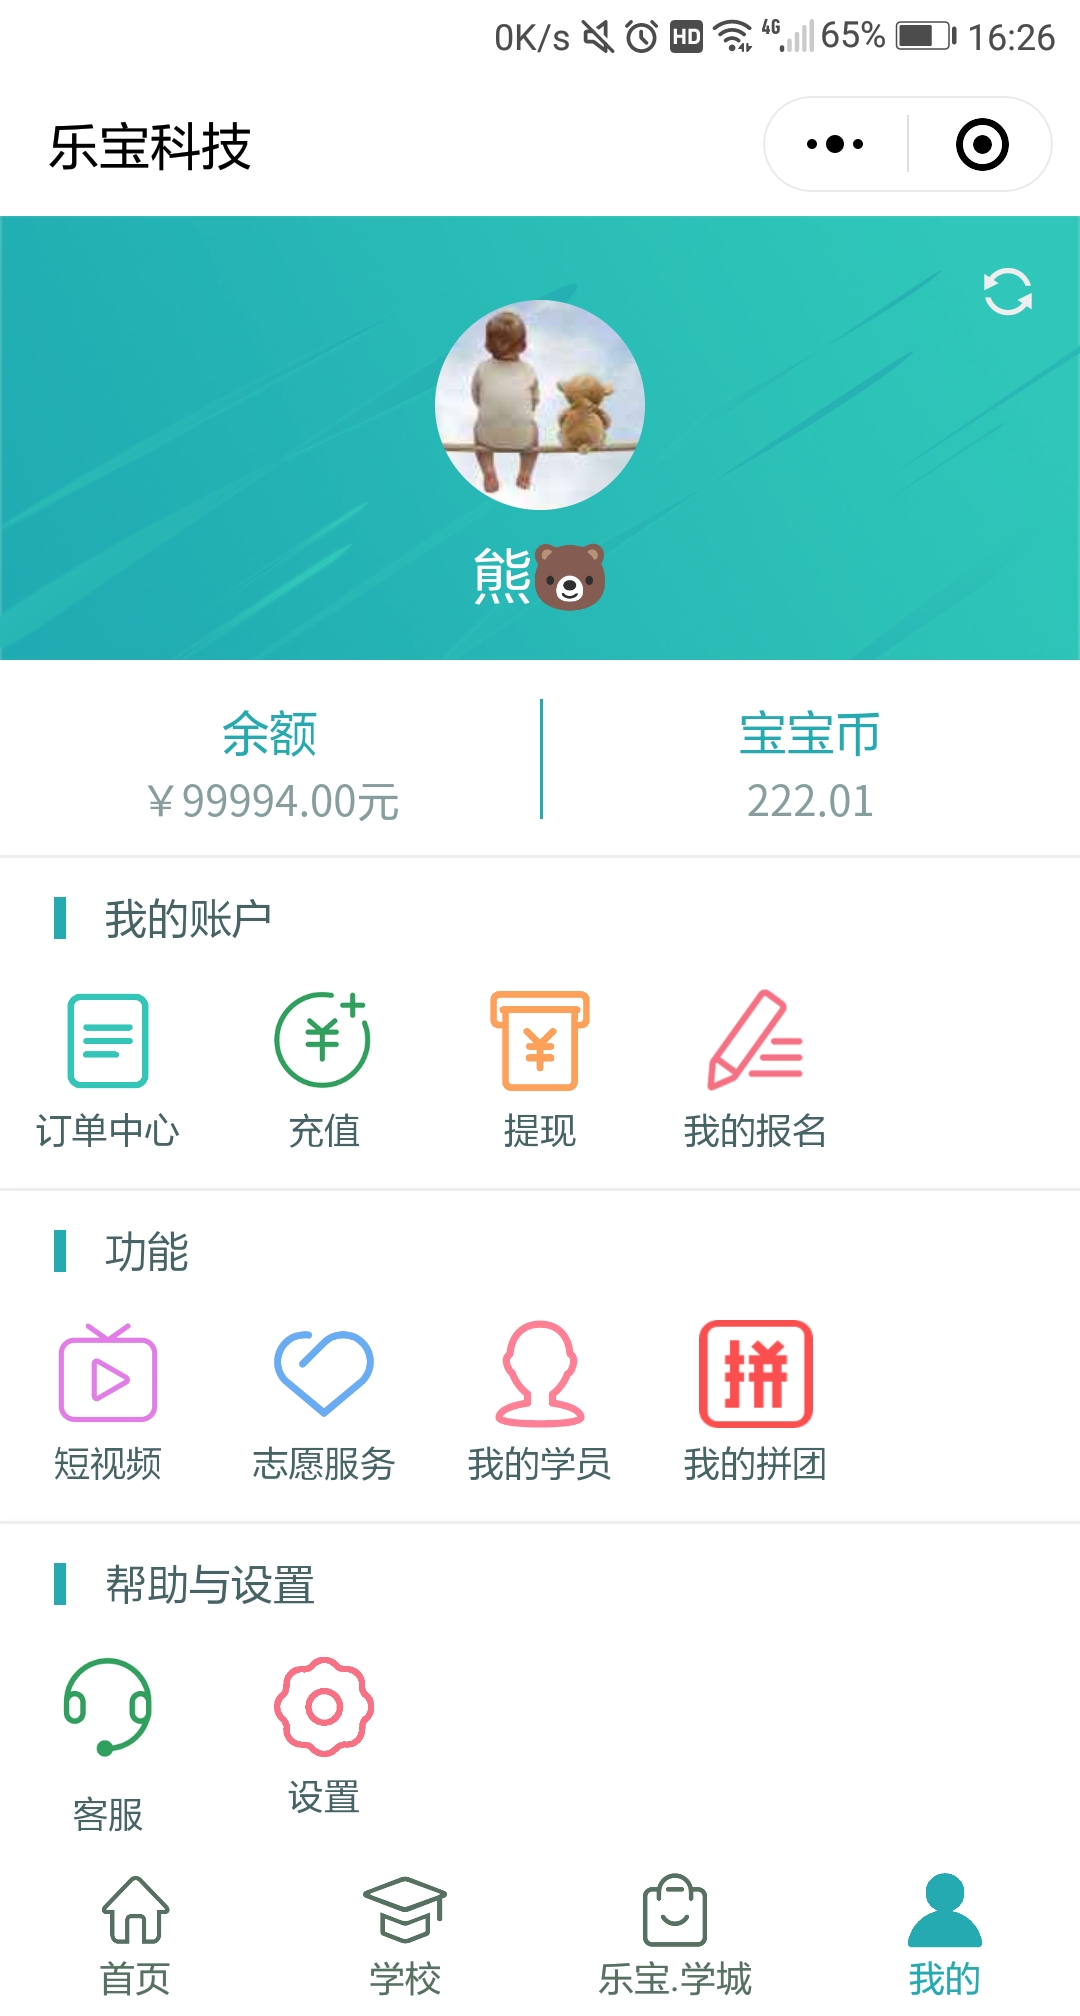 0K/s HD 4G 65% 16:26
乐宝科技
熊🐻
余额 宝宝币
￥99994.00元 222.01
我的账户
订单中心 充值 提现 我的报名
功能
拼
短视频 志愿服务 我的学员 我的拼团
帮助与设置
客服 设置
首页 学校 乐宝.学城 我的